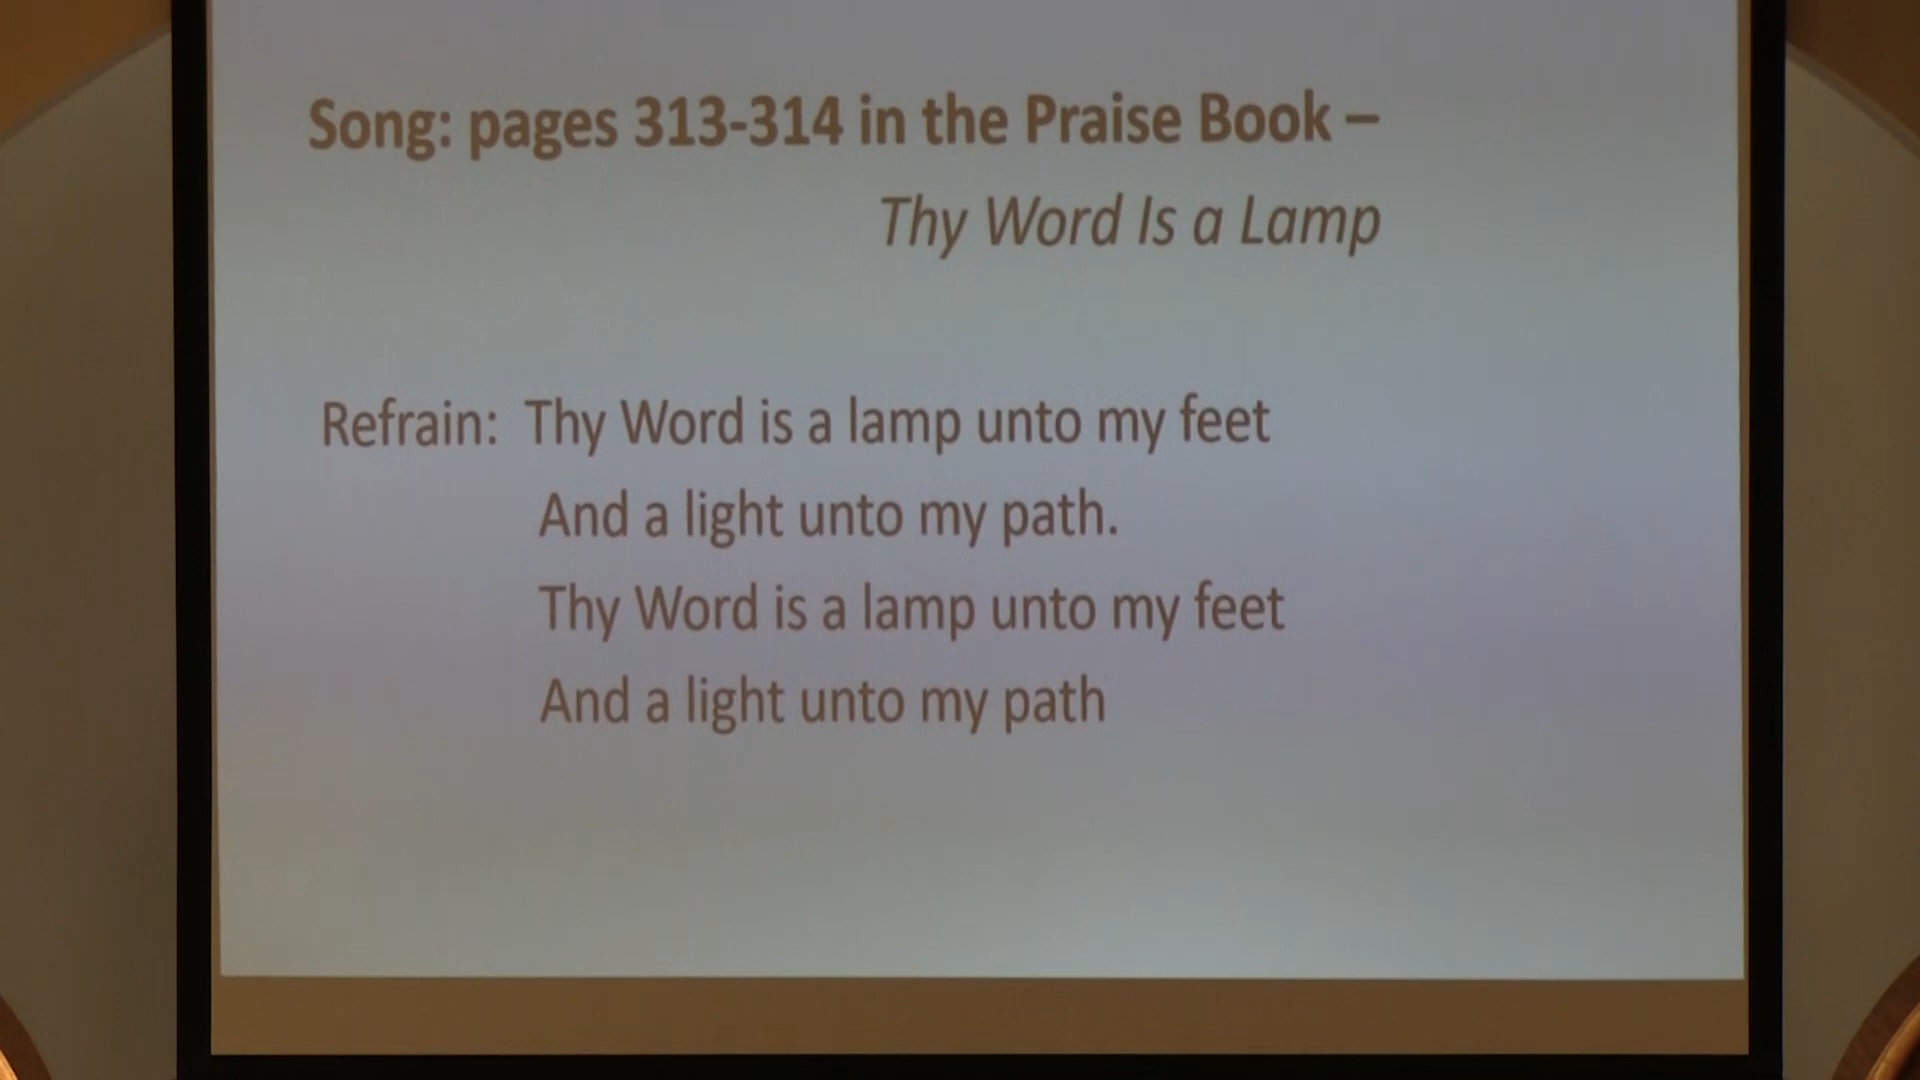 Song: pages 313-314 in the Praise Book –
Thy Word Is a Lamp
Refrain: Thy Word is a lamp unto my feet
And a light unto my path.
Thy Word is a lamp unto my feet
And a light unto my path